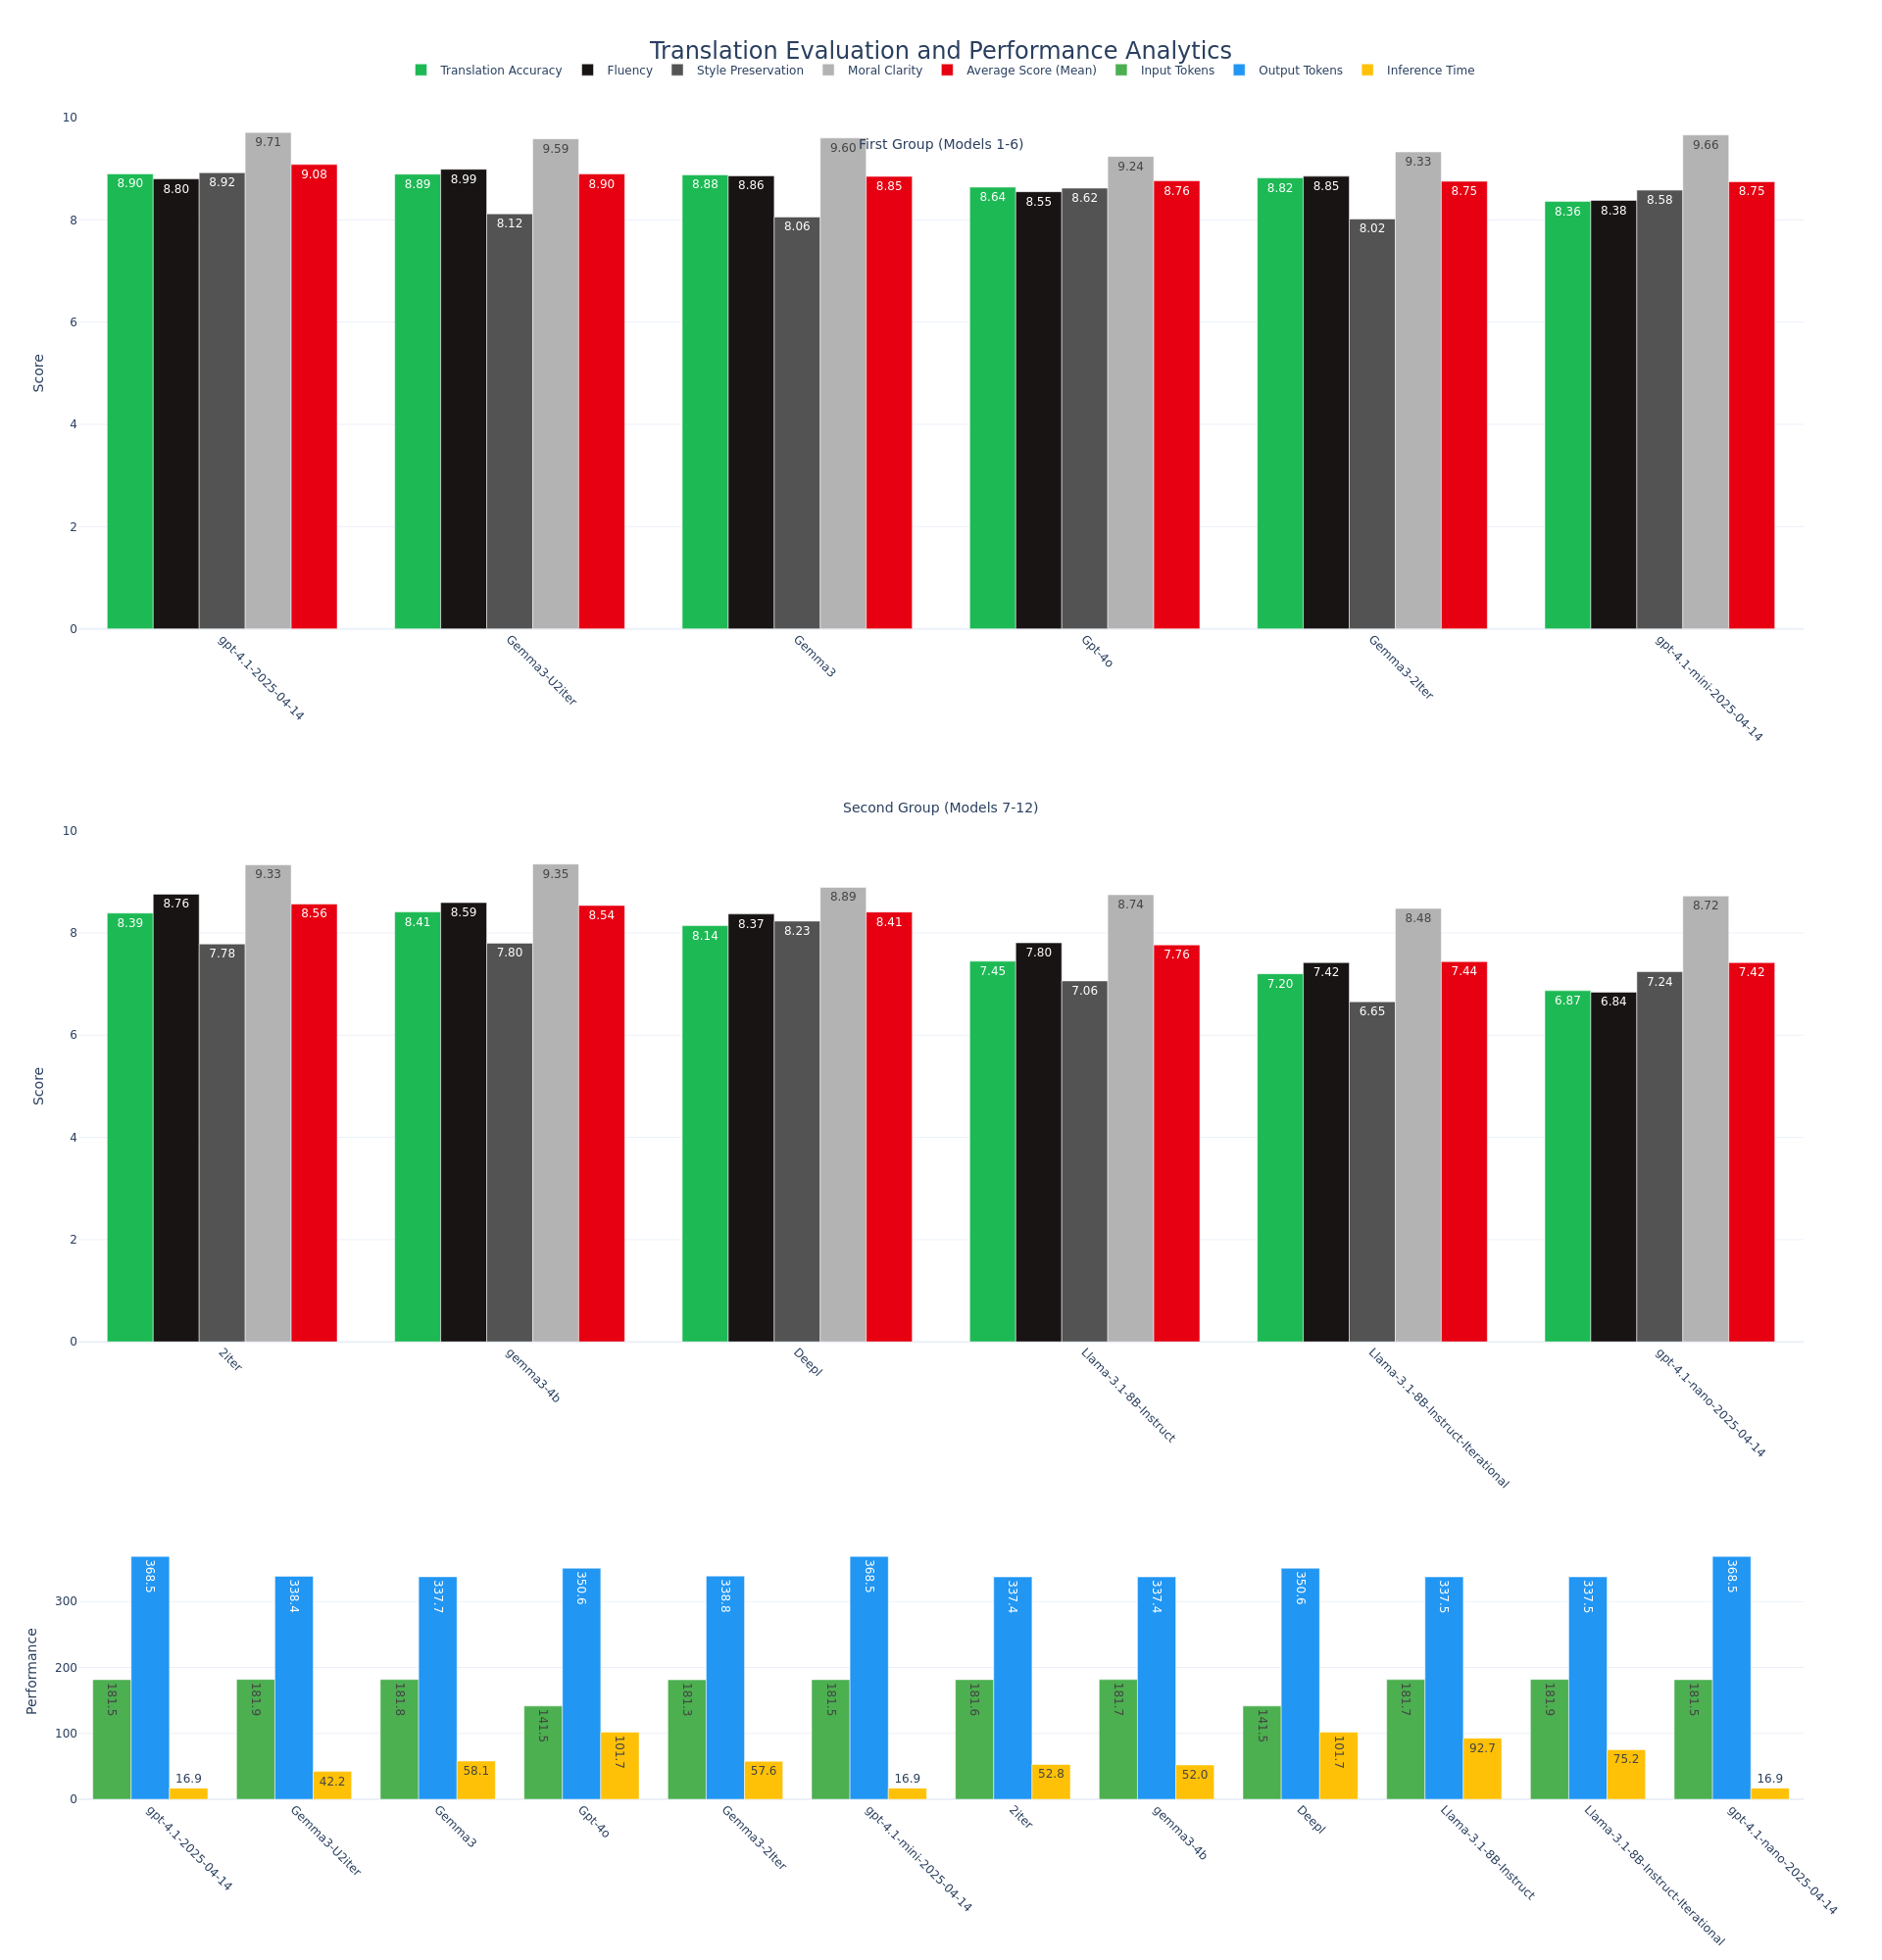 Translation Evaluation and Performance Analytics
Translation Accuracy Fluency Style Preservation Moral Clarity Average Score (Mean) Input Tokens Output Tokens Inference Time
First Group (Models 1-6)
Score
10
8
6
4
2
0
8.90 8.80 8.92 9.71 9.08
8.89 8.99 8.12 9.59 8.90
8.88 8.86 8.06 9.60 8.85
8.64 8.55 8.62 9.24 8.76
8.82 8.85 8.02 9.33 8.75
8.36 8.38 8.58 9.66 8.75
gpt-4.1-2025-04-14
Gemma3-U2iter
Gemma3
Gpt-4o
Gemma3-2Iter
gpt-4.1-mini-2025-04-14
Second Group (Models 7-12)
Score
10
8
6
4
2
0
8.39 8.76 7.78 9.33 8.56
8.41 8.59 7.80 9.35 8.54
8.14 8.37 8.23 8.89 8.41
7.45 7.80 7.06 8.74 7.76
7.20 7.42 6.65 8.48 7.44
6.87 6.84 7.24 8.72 7.42
2iter
gemma3-4b
Deepl
Llama-3.1-8B-Instruct
Llama-3.1-8B-Instruct-Iterational
gpt-4.1-nano-2025-04-14
Performance
300
200
100
0
181.5 368.5 16.9
181.9 338.4 42.2
181.8 337.7 58.1
141.5 350.6 101.7
181.3 338.8 57.6
181.5 368.5 16.9
181.6 337.4 52.8
181.7 337.4 52.0
141.5 350.6 101.7
181.7 337.5 92.7
181.9 337.5 75.2
181.5 368.5 16.9
gpt-4.1-2025-04-14
Gemma3-U2iter
Gemma3
Gpt-4o
Gemma3-2Iter
gpt-4.1-mini-2025-04-14
2iter
gemma3-4b
Deepl
Llama-3.1-8B-Instruct
Llama-3.1-8B-Instruct-Iterational
gpt-4.1-nano-2025-04-14